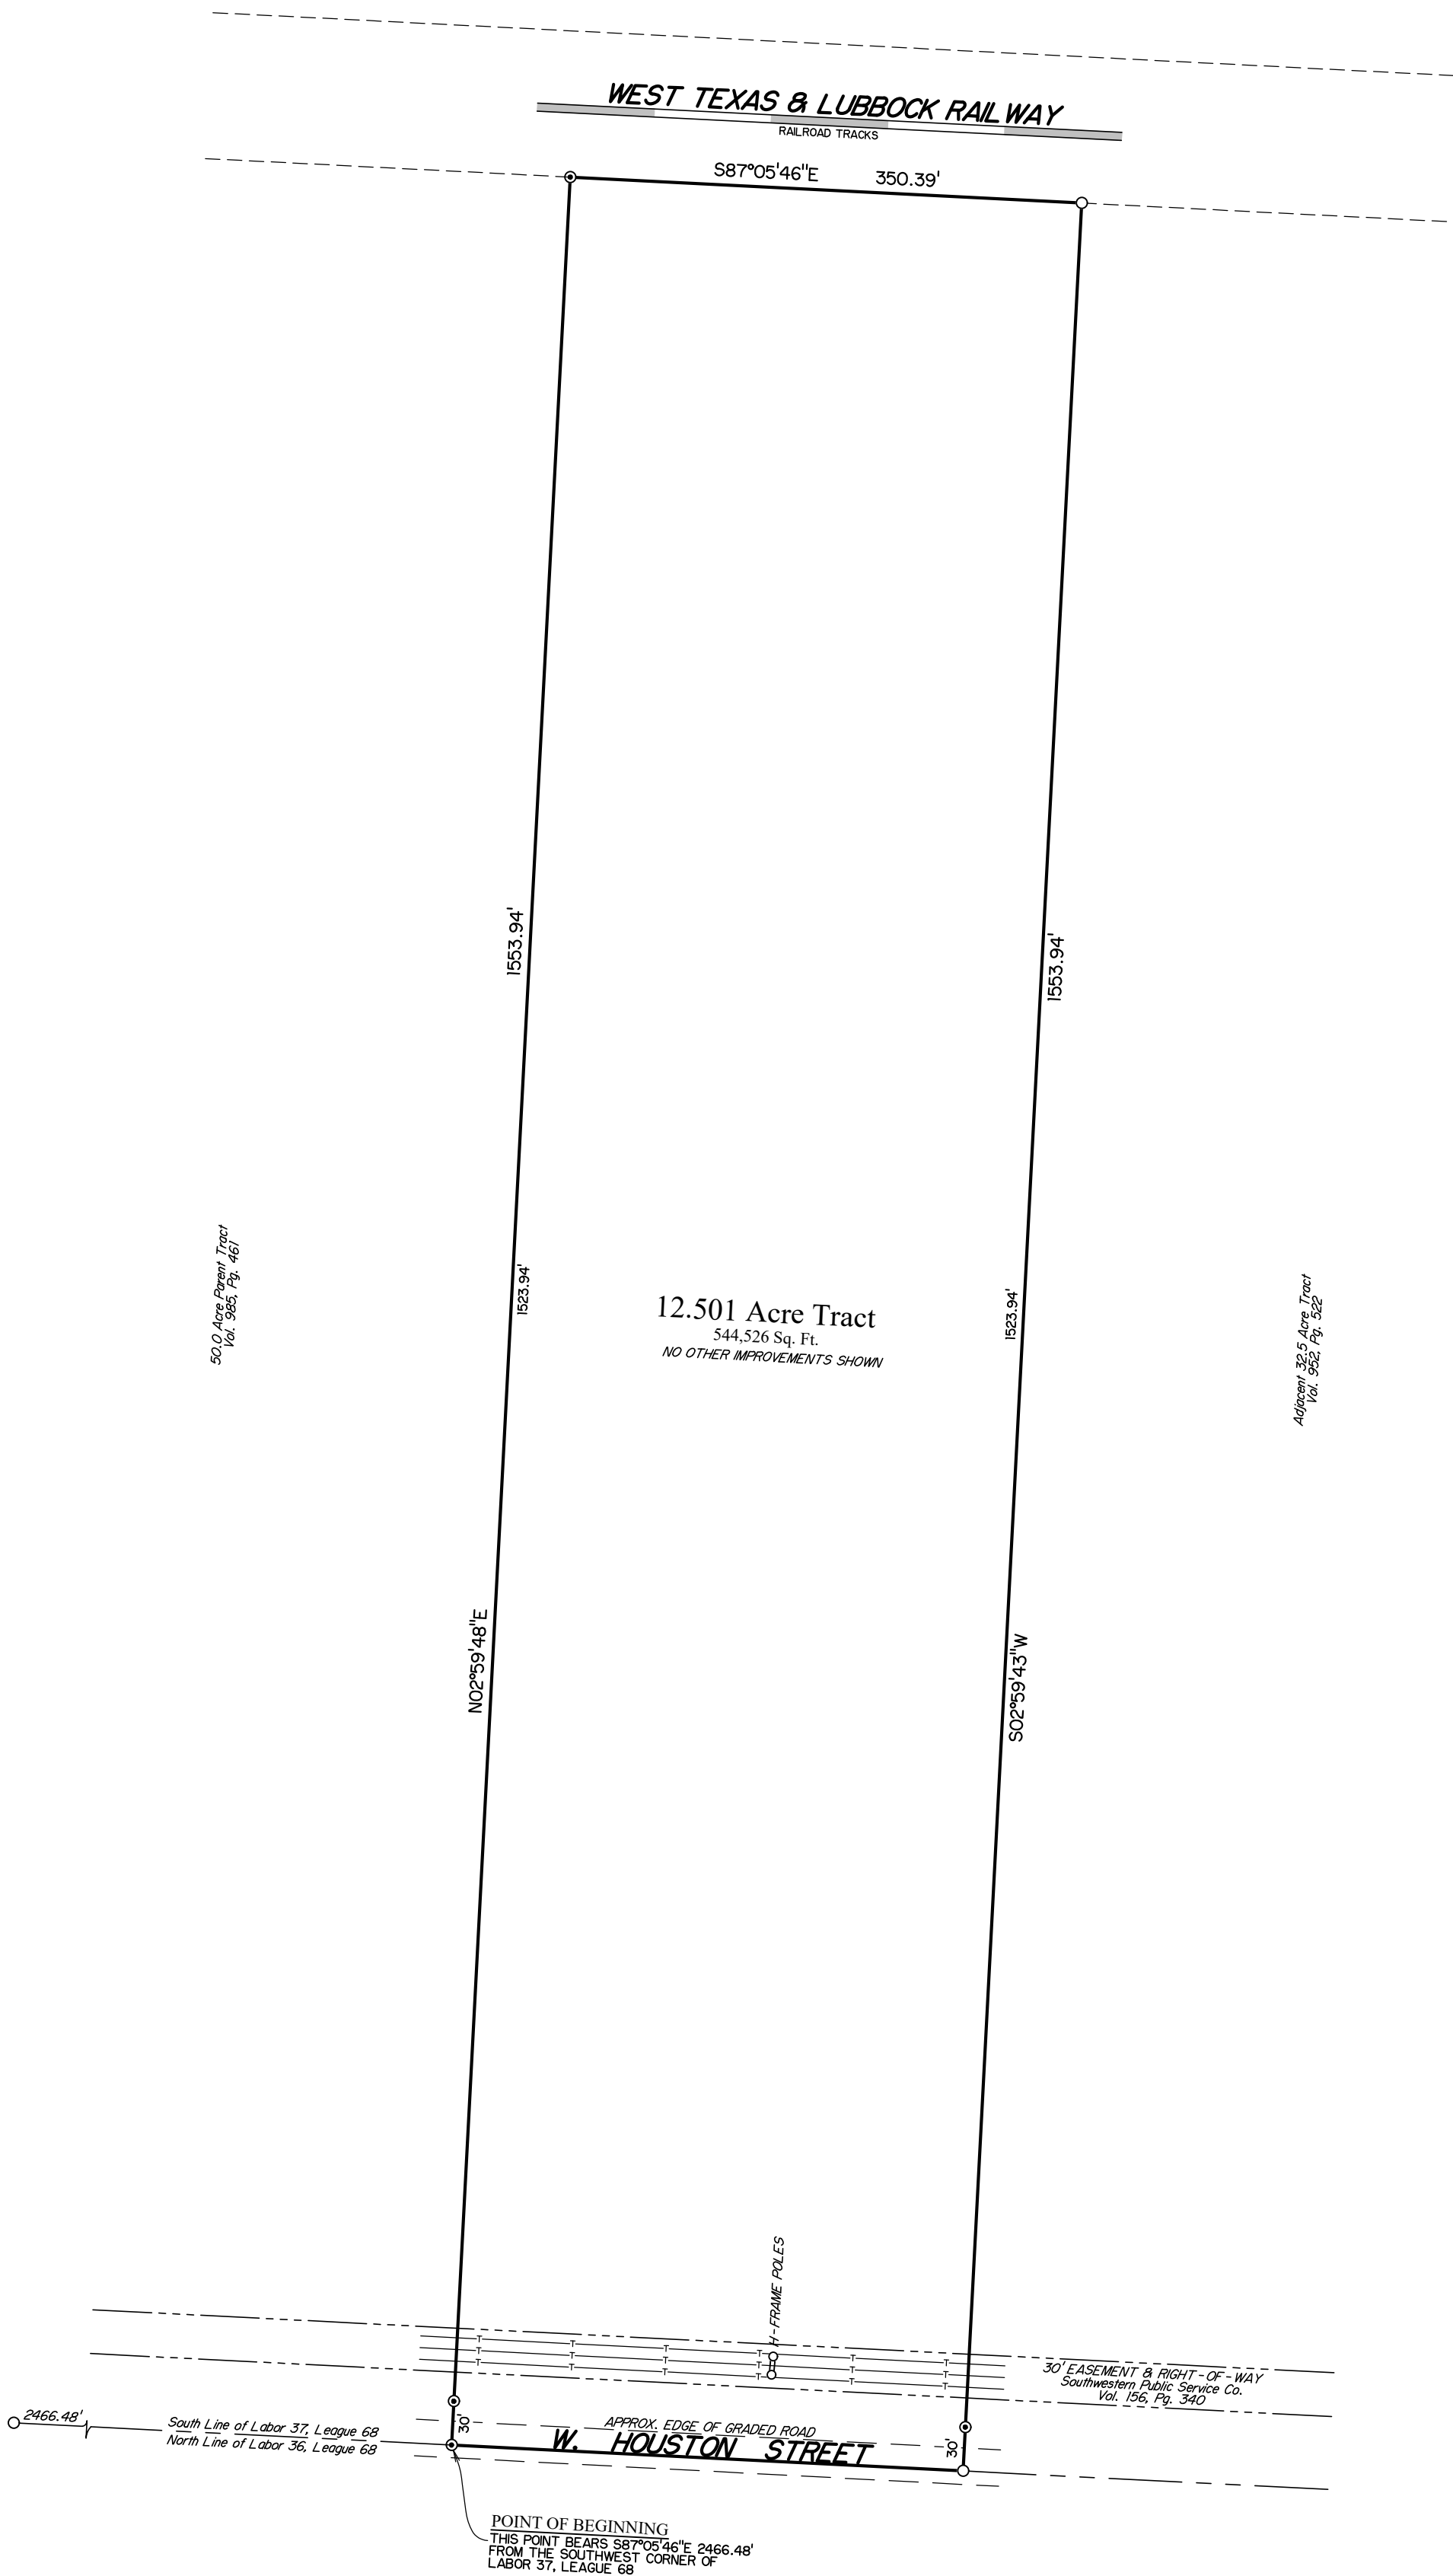 WEST TEXAS & LUBBOCK RAILWAY
RAILROAD TRACKS
S87°05'46"E 350.39'
1553.94'
1553.94'
50.0 Acre Parent Tract
Vol. 985, Pg. 461
1523.94'
12.501 Acre Tract
544,526 Sq. Ft.
NO OTHER IMPROVEMENTS SHOWN
1523.94'
Adjacent 32.5 Acre Tract
Vol. 952, Pg. 522
N02°59'48"E
S02°59'43"W
H-FRAME POLES
T T T T T T
T T T T T T
T T T T T T
30' EASEMENT & RIGHT-OF-WAY
Southwestern Public Service Co.
Vol. 156, Pg. 340
2466.48'
South Line of Labor 37, League 68
North Line of Labor 36, League 68
30'
APPROX. EDGE OF GRADED ROAD
W. HOUSTON STREET
30'
POINT OF BEGINNING
THIS POINT BEARS S87°05'46"E 2466.48'
FROM THE SOUTHWEST CORNER OF
LABOR 37, LEAGUE 68